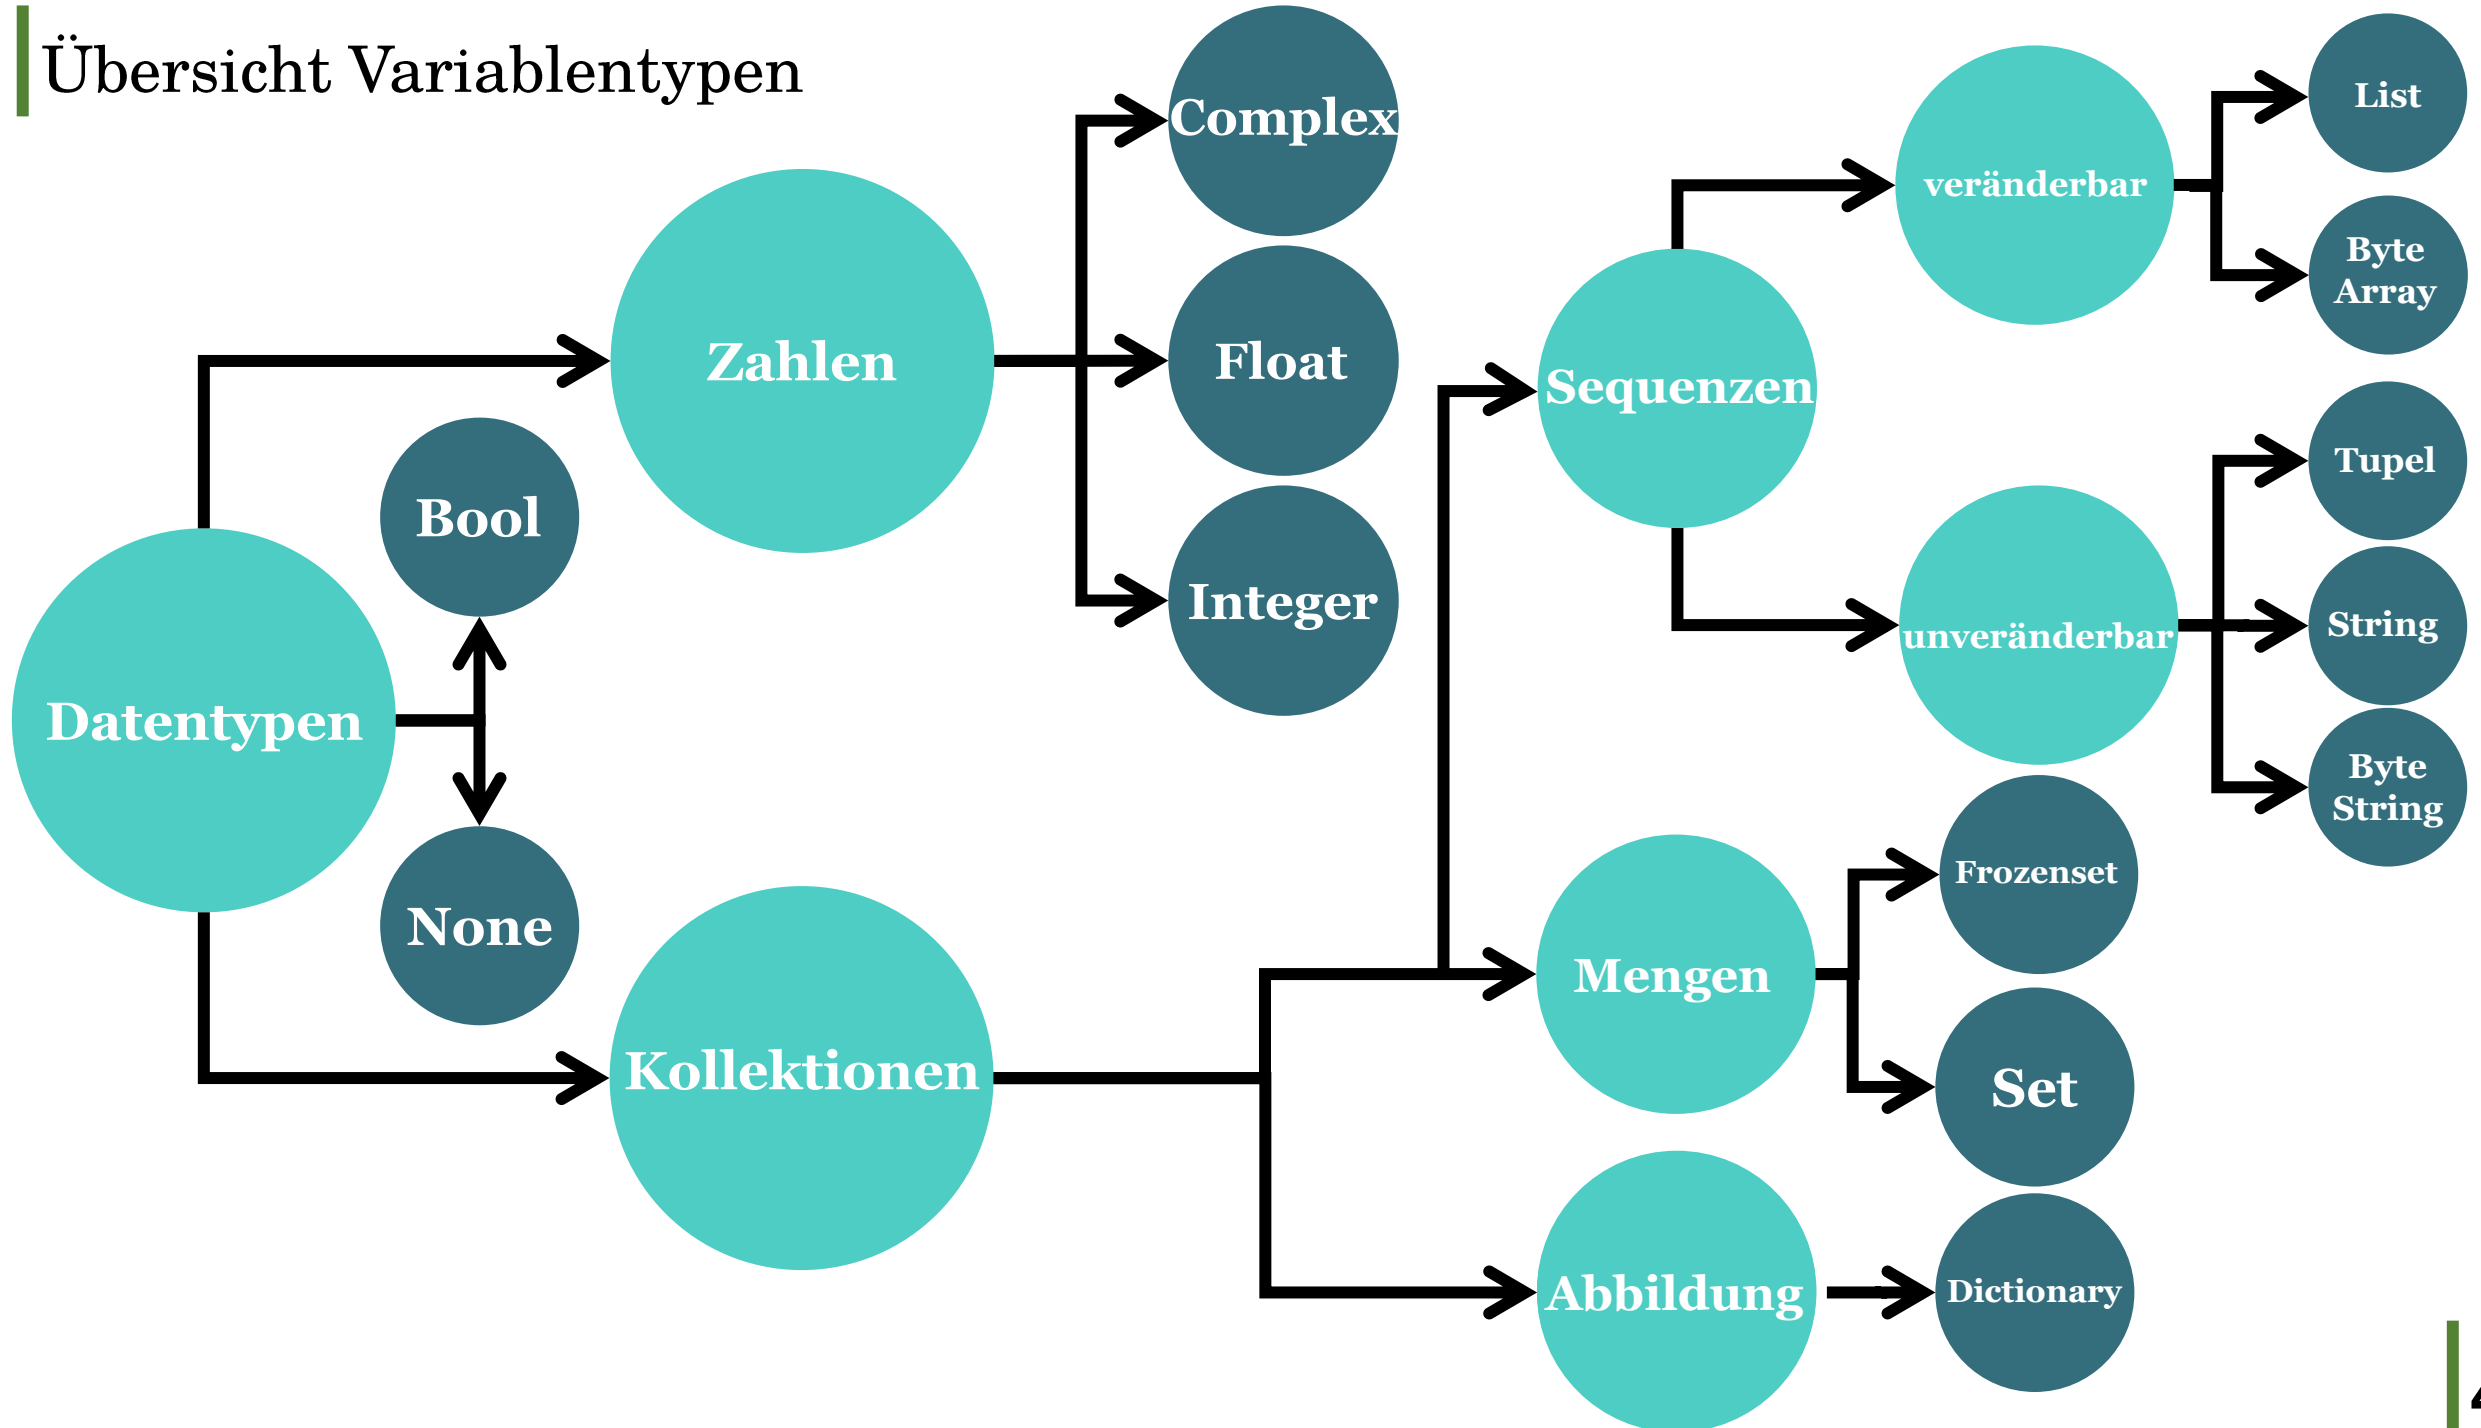 Übersicht Variablentypen
Datentypen
Bool
None
Zahlen
Complex
Float
Integer
Kollektionen
Sequenzen
veränderbar
List
Byte
Array
unveränderbar
Tupel
String
Byte
String
Mengen
Frozenset
Set
Abbildung
Dictionary